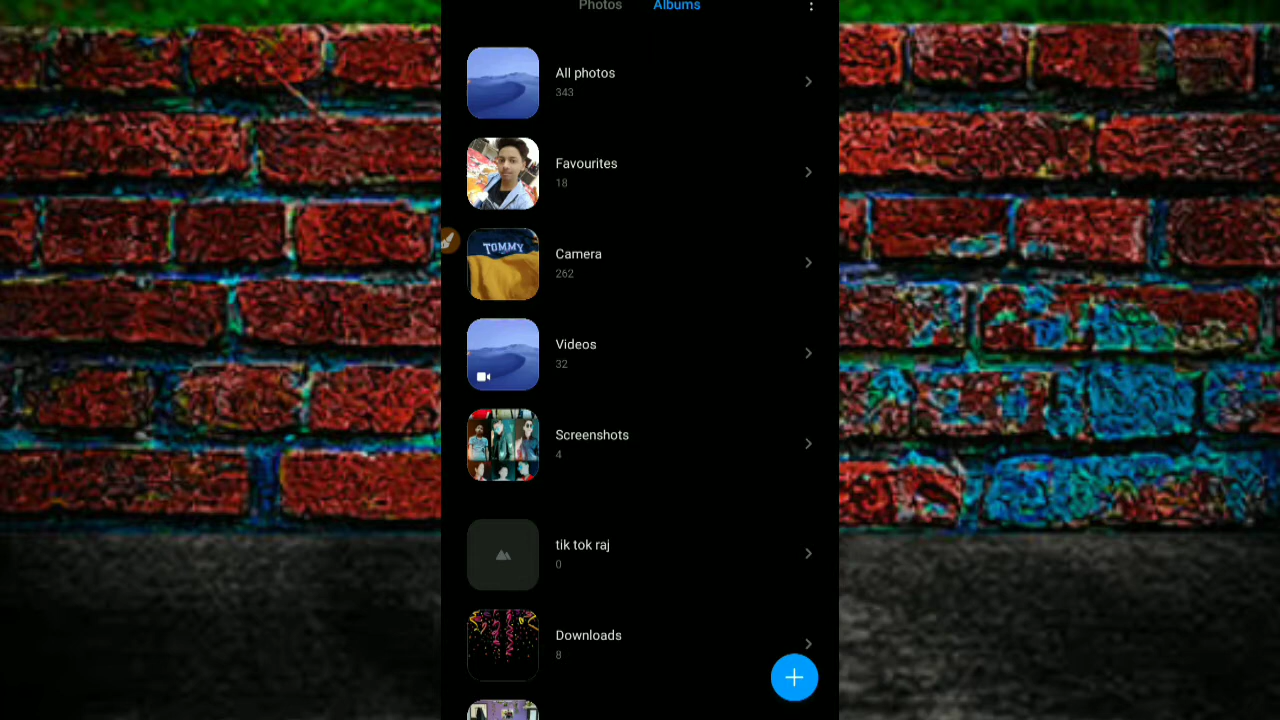 Photos
Albums
All photos
343
Favourites
18
TOMMY
Camera
262
Videos
32
Screenshots
4
tik tok raj
0
Downloads
8